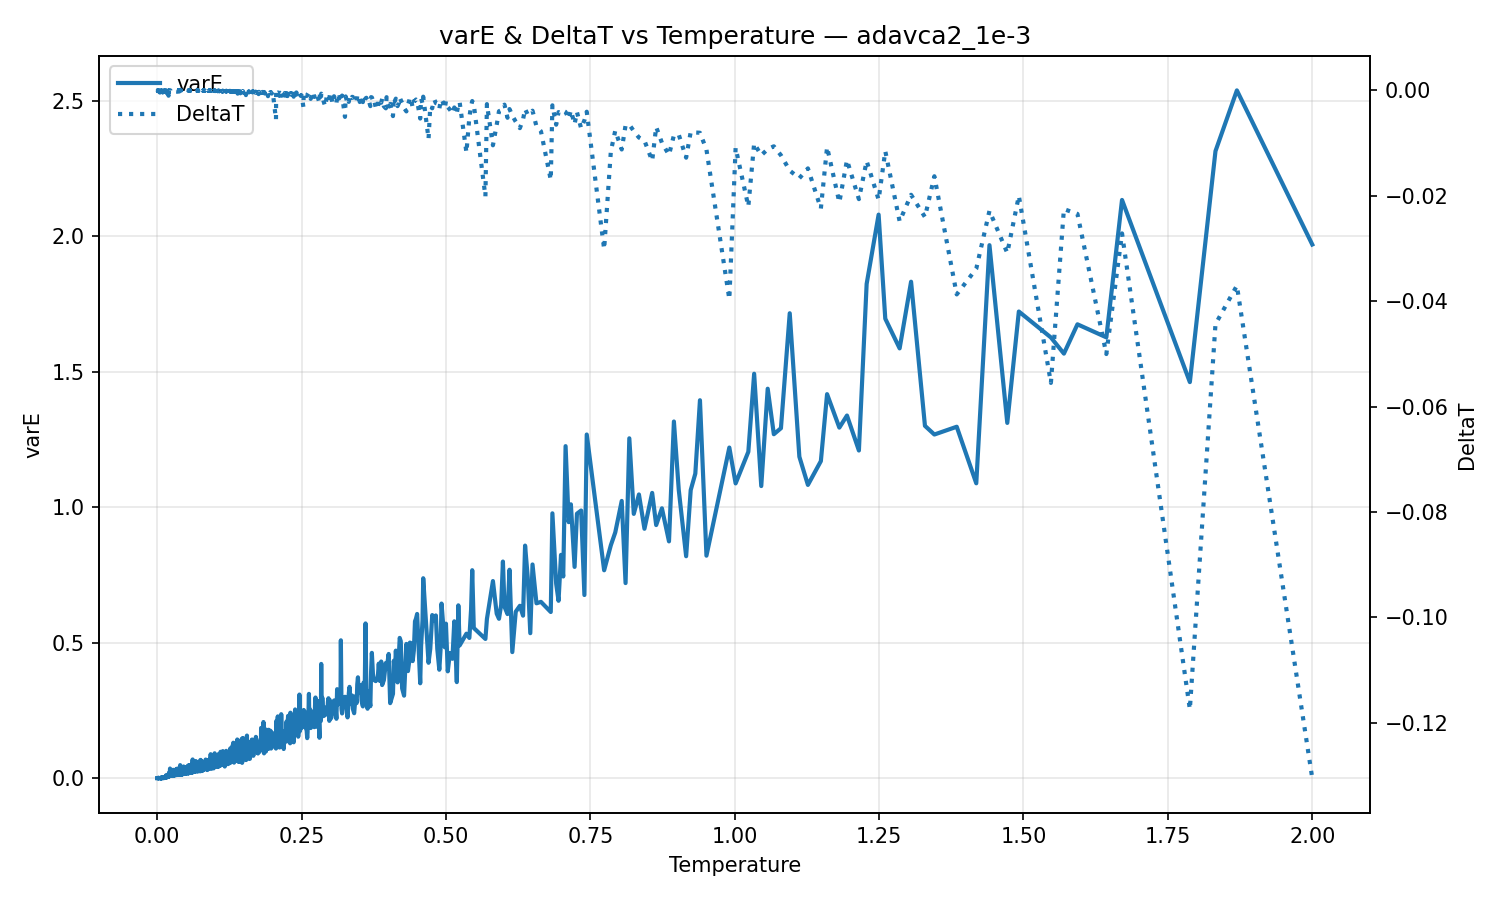 varE & DeltaT vs Temperature — adavca2_1e-3
varE
DeltaT
2.5
2.0
1.5
1.0
0.5
0.0
varE
0.00
−0.02
−0.04
−0.06
−0.08
−0.10
−0.12
DeltaT
0.00 0.25 0.50 0.75 1.00 1.25 1.50 1.75 2.00
Temperature